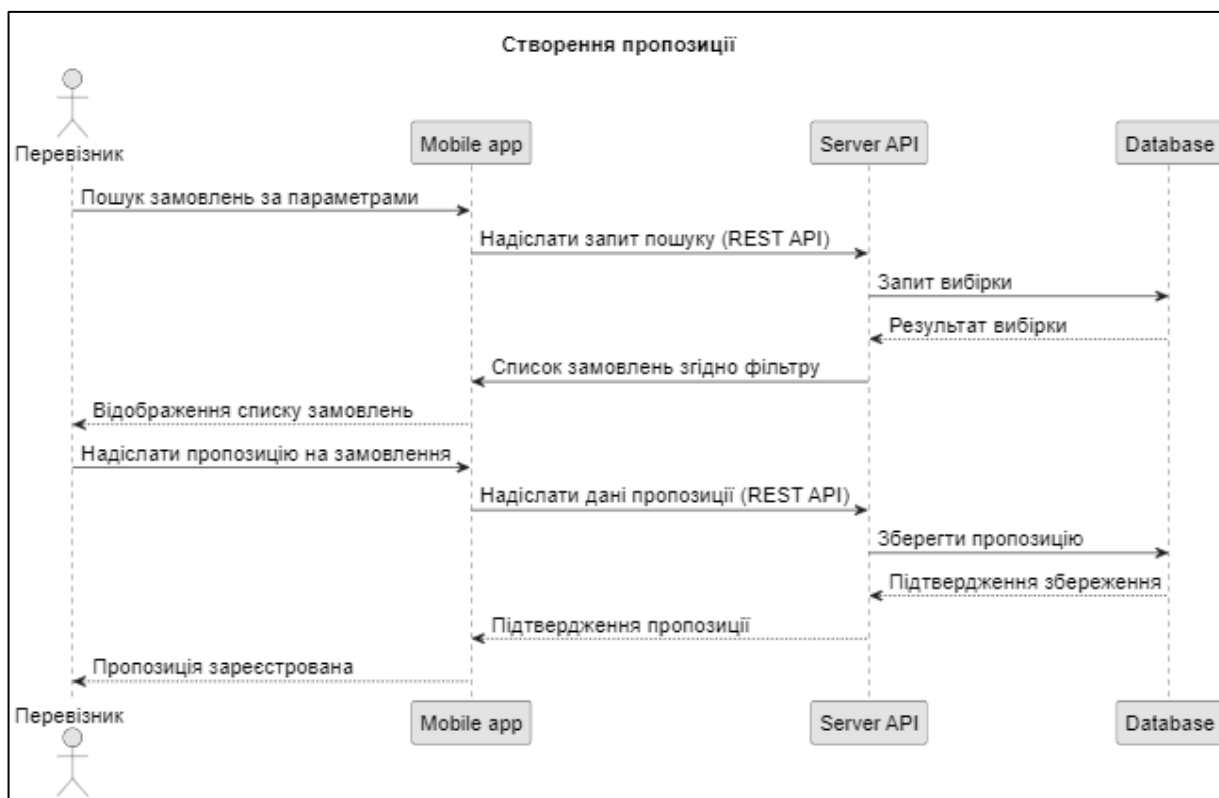 Створення пропозиції
Перевізник
Mobile app
Server API
Database
Пошук замовлень за параметрами
Надіслати запит пошуку (REST API)
Запит вибірки
Результат вибірки
Список замовлень згідно фільтру
Відображення списку замовлень
Надіслати пропозицію на замовлення
Надіслати дані пропозиції (REST API)
Зберегти пропозицію
Підтвердження збереження
Підтвердження пропозиції
Пропозиція зареєстрована
Перевізник
Mobile app
Server API
Database